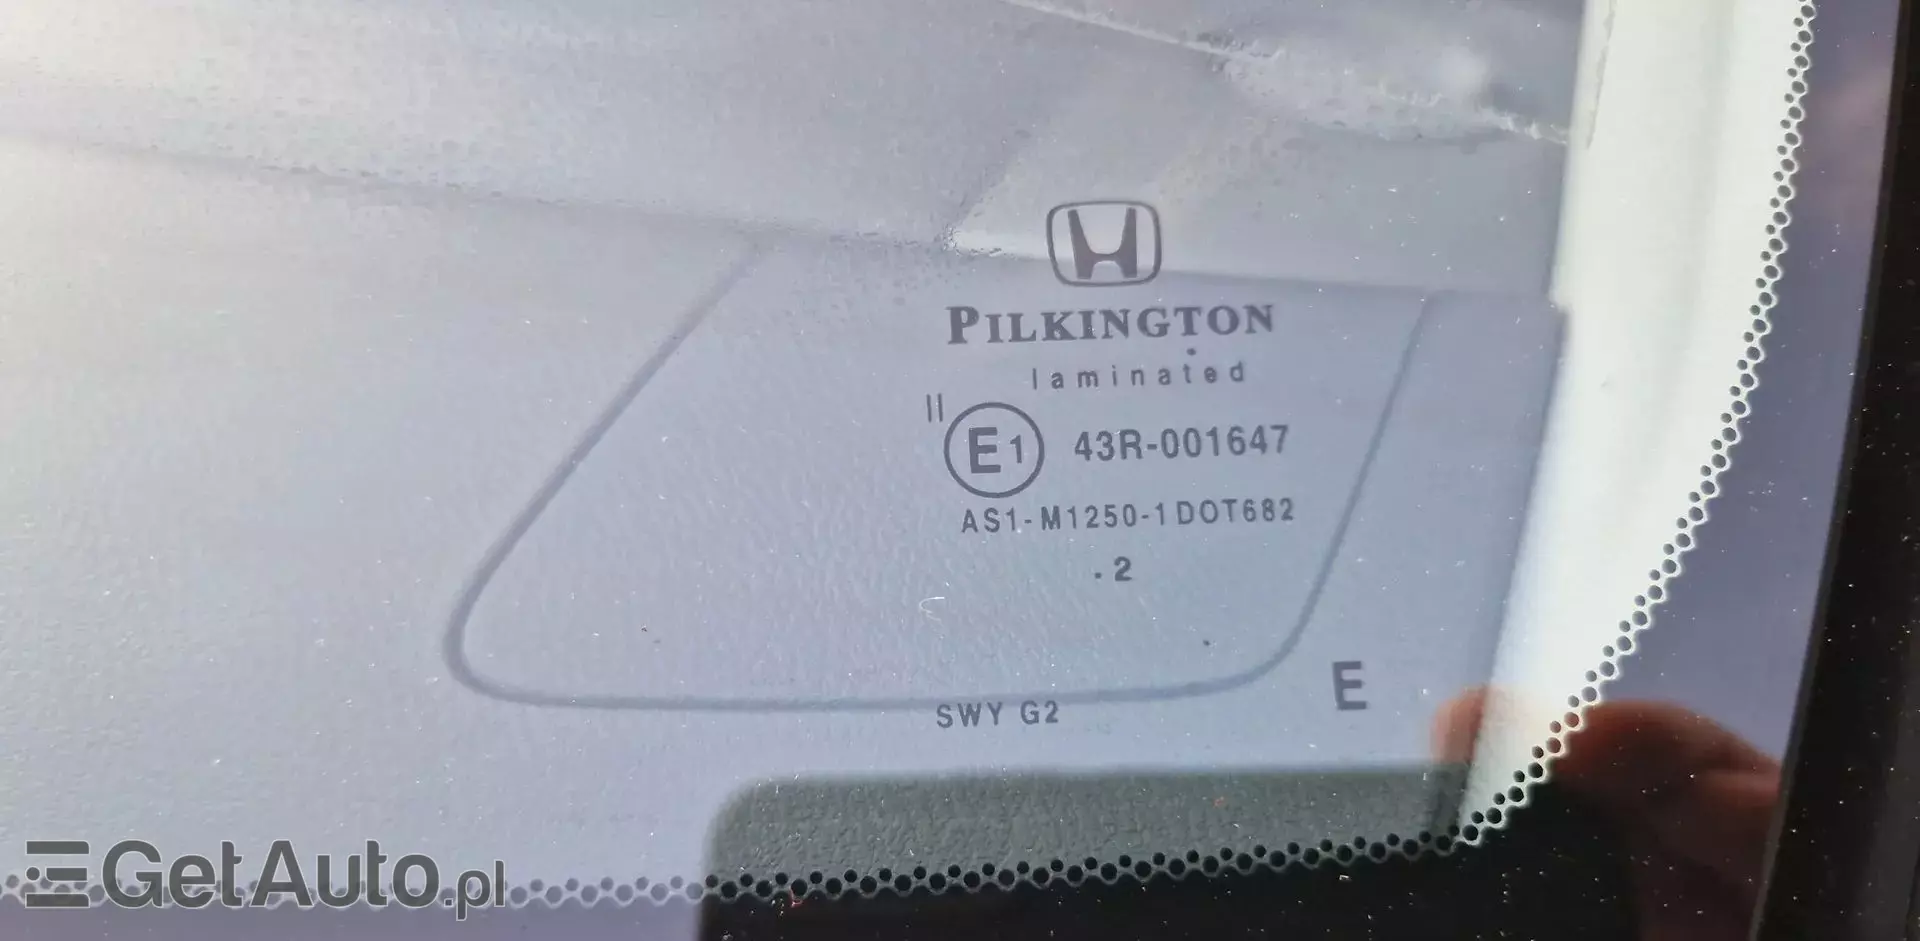 PILKINGTON
laminated
II
E1 43R-001647
AS1-M1250-1DOT682
.2
E
SWY G2
GetAuto.pl